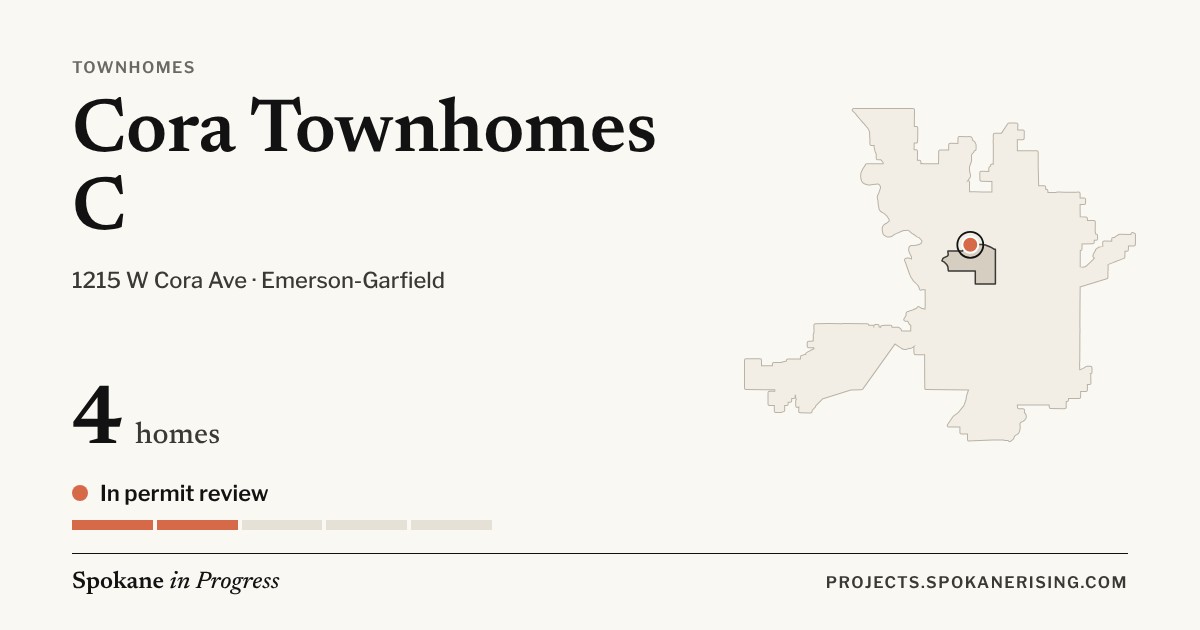 TOWNHOMES
Cora Townhomes
C
1215 W Cora Ave · Emerson-Garfield
4 homes
In permit review
Spokane in Progress
PROJECTS.SPOKANERISING.COM